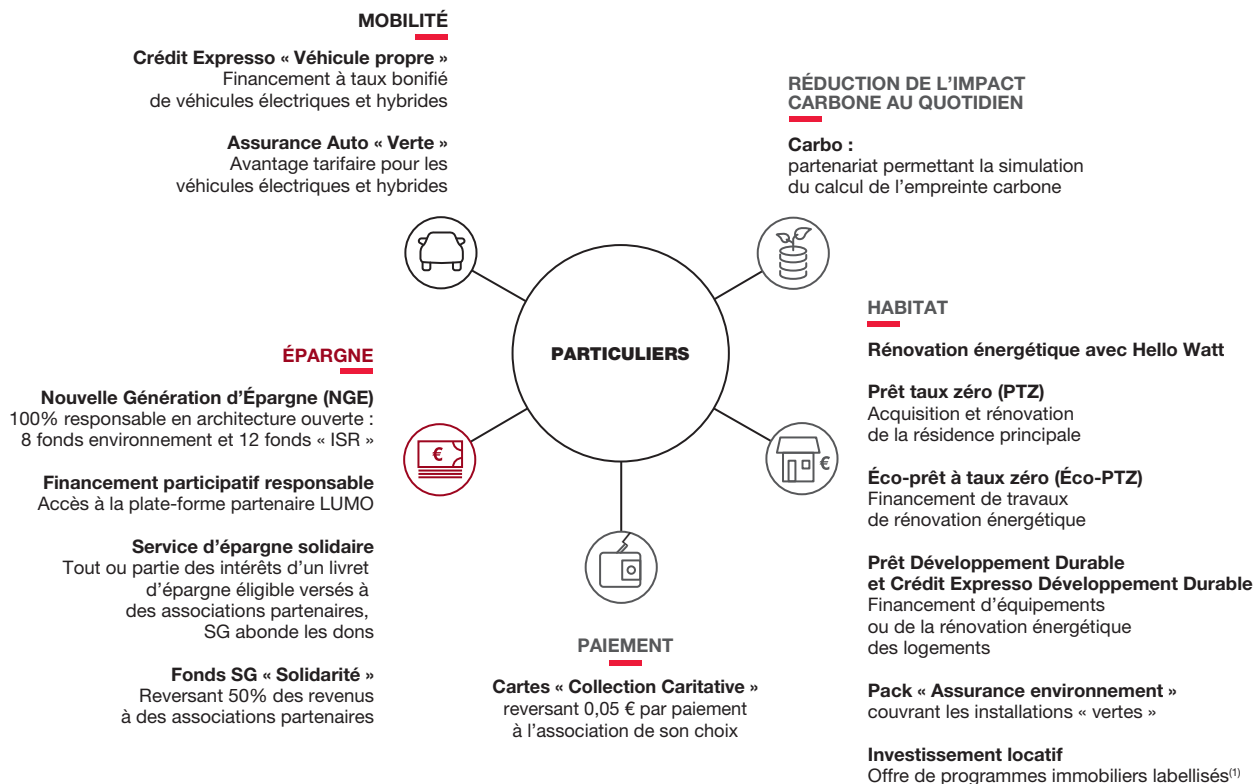 MOBILITÉ
Crédit Expresso « Véhicule propre »
Financement à taux bonifié
de véhicules électriques et hybrides
Assurance Auto « Verte »
Avantage tarifaire pour les
véhicules électriques et hybrides
RÉDUCTION DE L’IMPACT
CARBONE AU QUOTIDIEN
Carbo :
partenariat permettant la simulation
du calcul de l’empreinte carbone
PARTICULIERS
ÉPARGNE
Nouvelle Génération d’Épargne (NGE)
100% responsable en architecture ouverte :
8 fonds environnement et 12 fonds « ISR »
Financement participatif responsable
Accès à la plate-forme partenaire LUMO
Service d’épargne solidaire
Tout ou partie des intérêts d’un livret
d’épargne éligible versés à
des associations partenaires,
SG abonde les dons
Fonds SG « Solidarité »
Reversant 50% des revenus
à des associations partenaires
€
€
PAIEMENT
Cartes « Collection Caritative »
reversant 0,05 € par paiement
à l’association de son choix
HABITAT
Rénovation énergétique avec Hello Watt
Prêt taux zéro (PTZ)
Acquisition et rénovation
de la résidence principale
Éco-prêt à taux zéro (Éco-PTZ)
Financement de travaux
de rénovation énergétique
Prêt Développement Durable
et Crédit Expresso Développement Durable
Financement d’équipements
ou de la rénovation énergétique
des logements
Pack « Assurance environnement »
couvrant les installations « vertes »
Investissement locatif
Offre de programmes immobiliers labellisés(1)